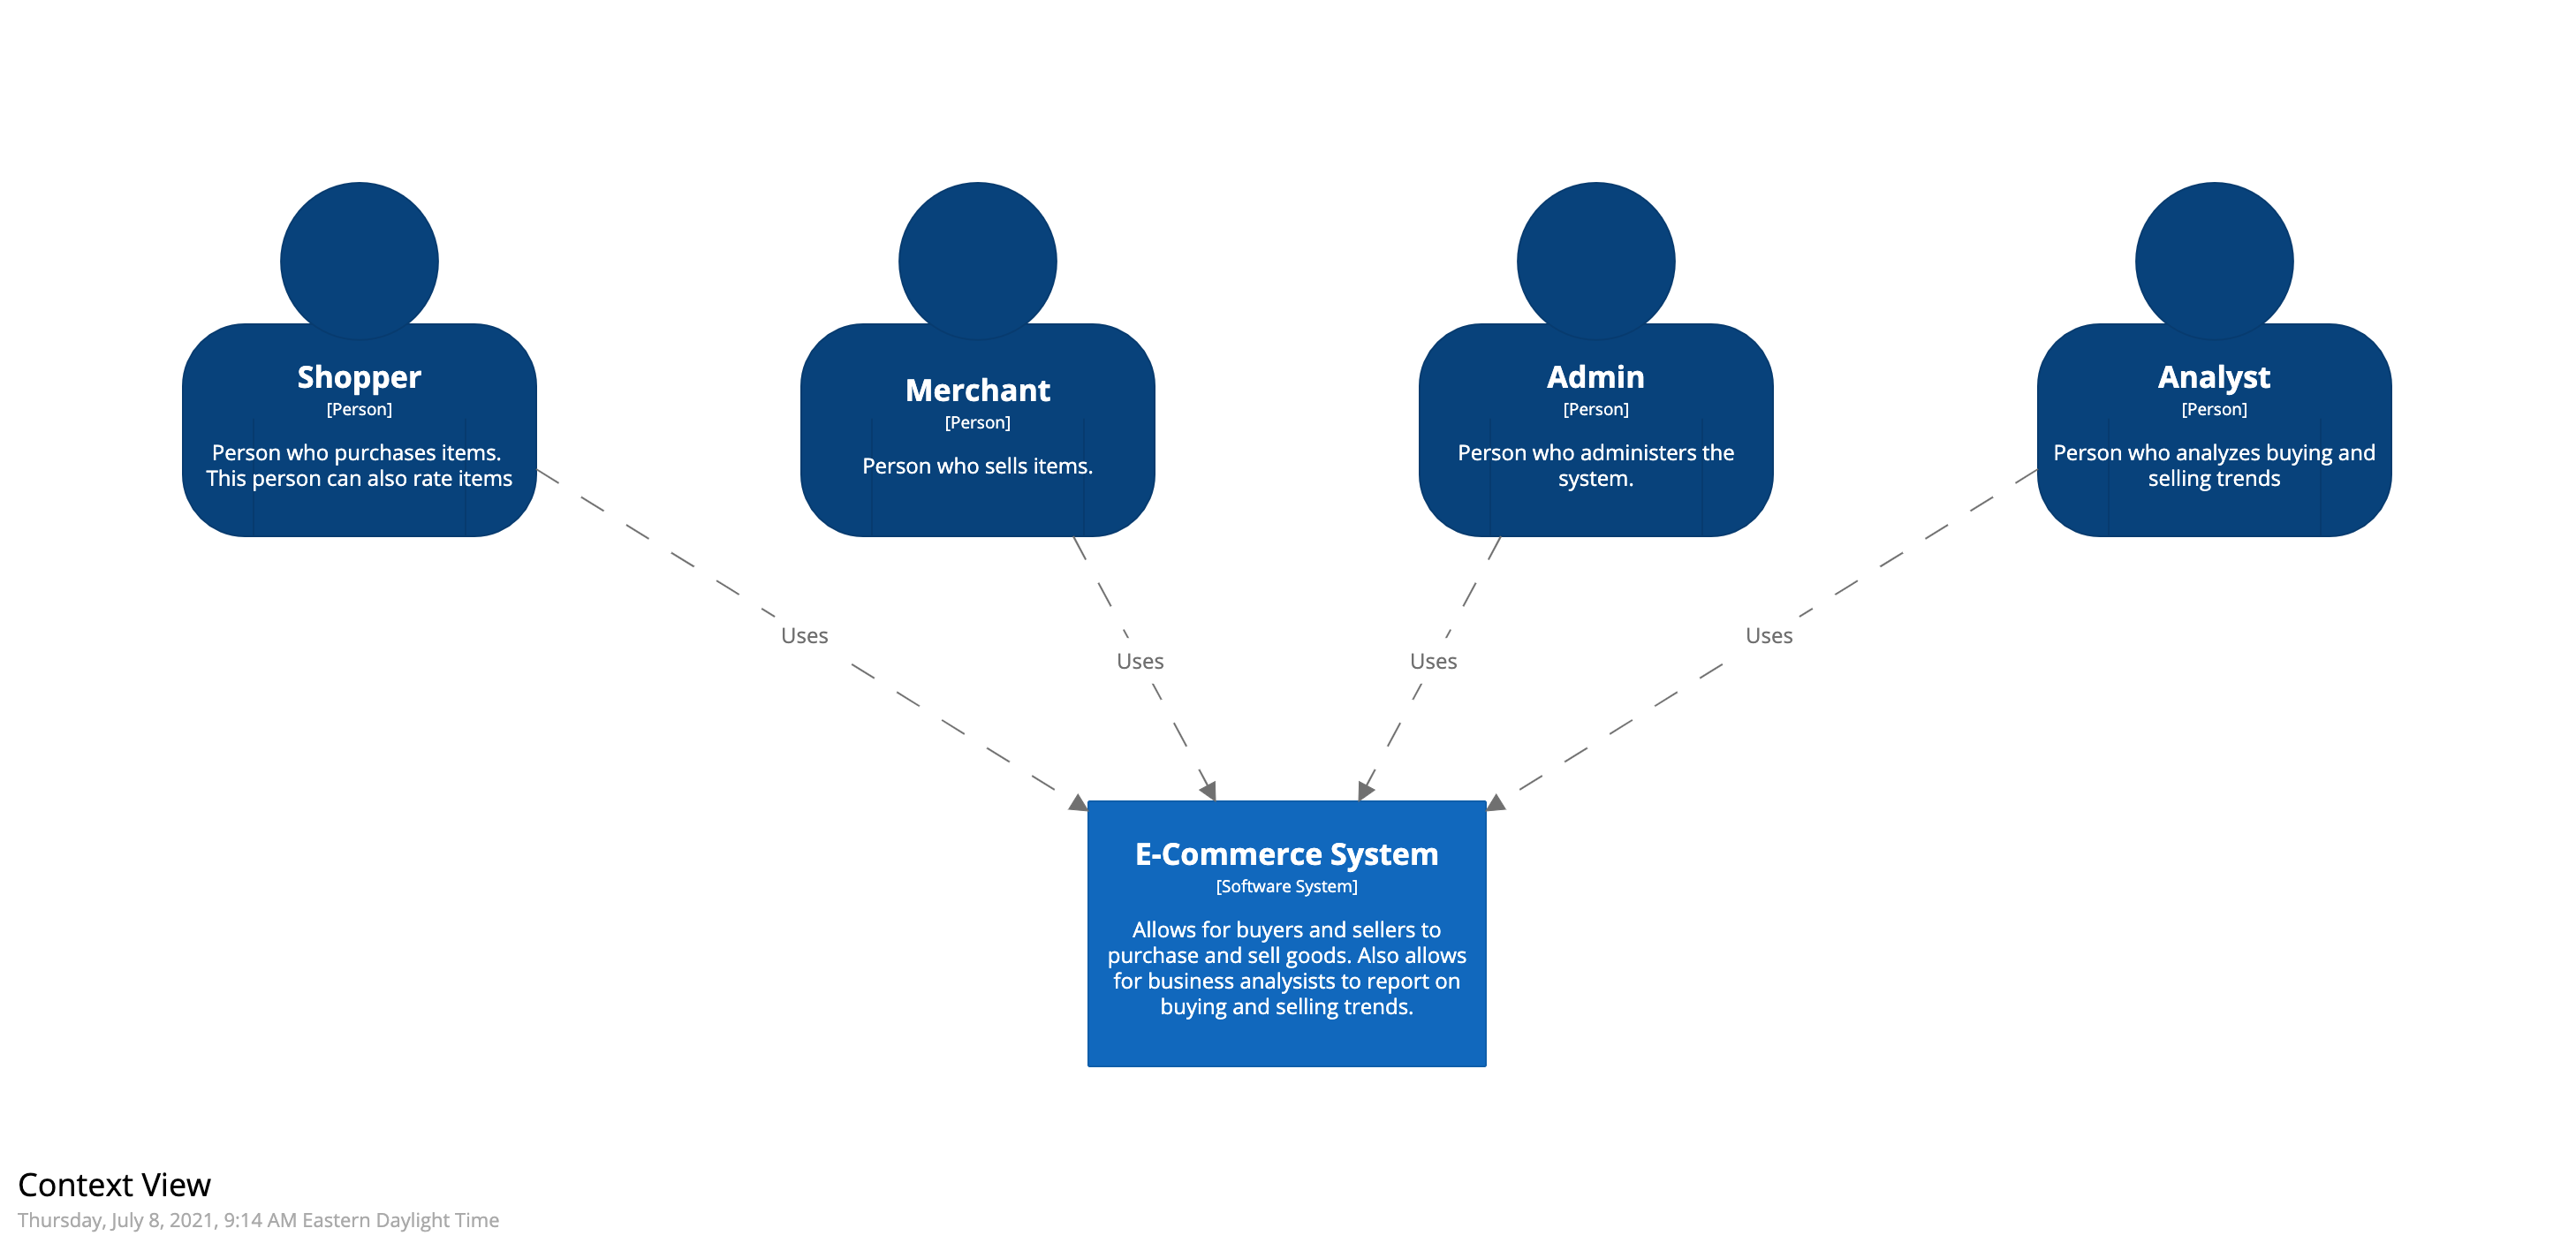 Shopper
[Person]
Person who purchases items.
This person can also rate items
Merchant
[Person]
Person who sells items.
Admin
[Person]
Person who administers the
system.
Analyst
[Person]
Person who analyzes buying and
selling trends
Uses
Uses
Uses
Uses
E-Commerce System
[Software System]
Allows for buyers and sellers to
purchase and sell goods. Also allows
for business analysists to report on
buying and selling trends.
Context View
Thursday, July 8, 2021, 9:14 AM Eastern Daylight Time